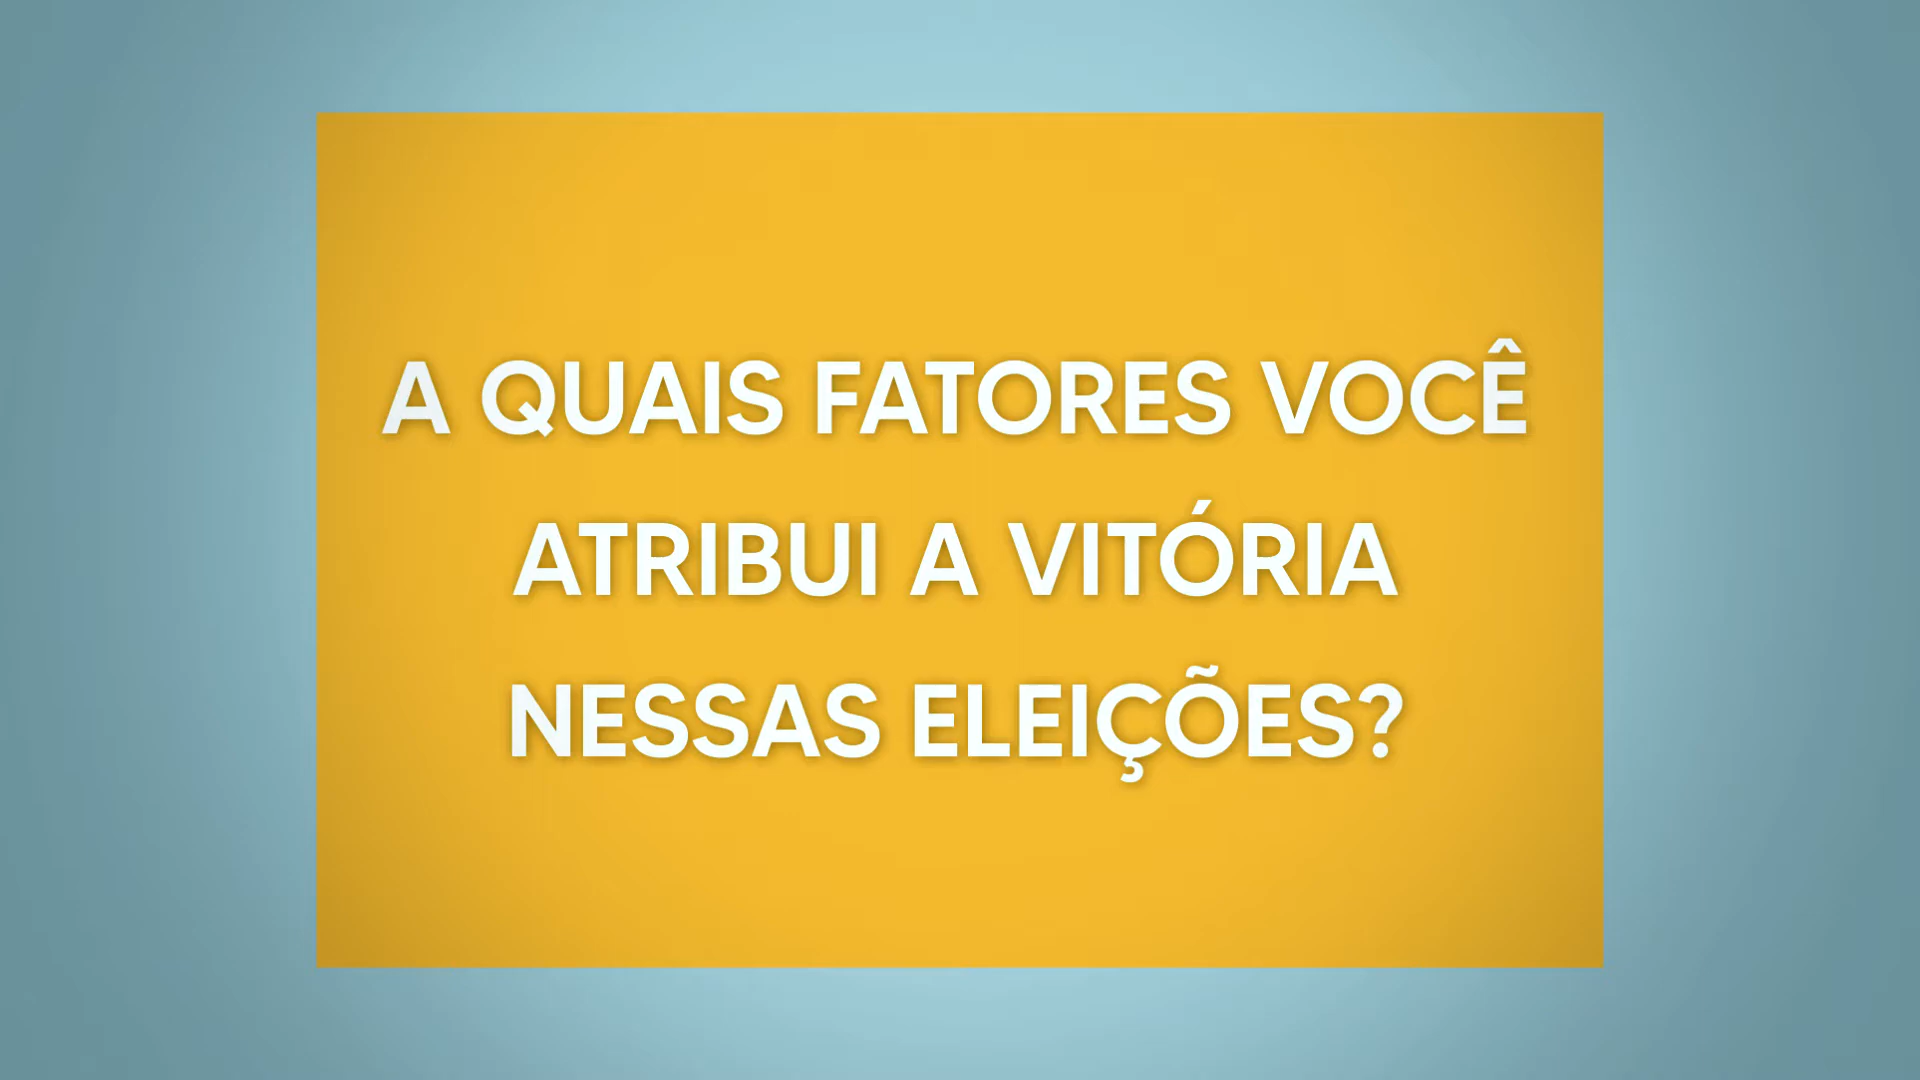 A QUAIS FATORES VOCÊ
ATRIBUI A VITÓRIA
NESSAS ELEIÇÕES?